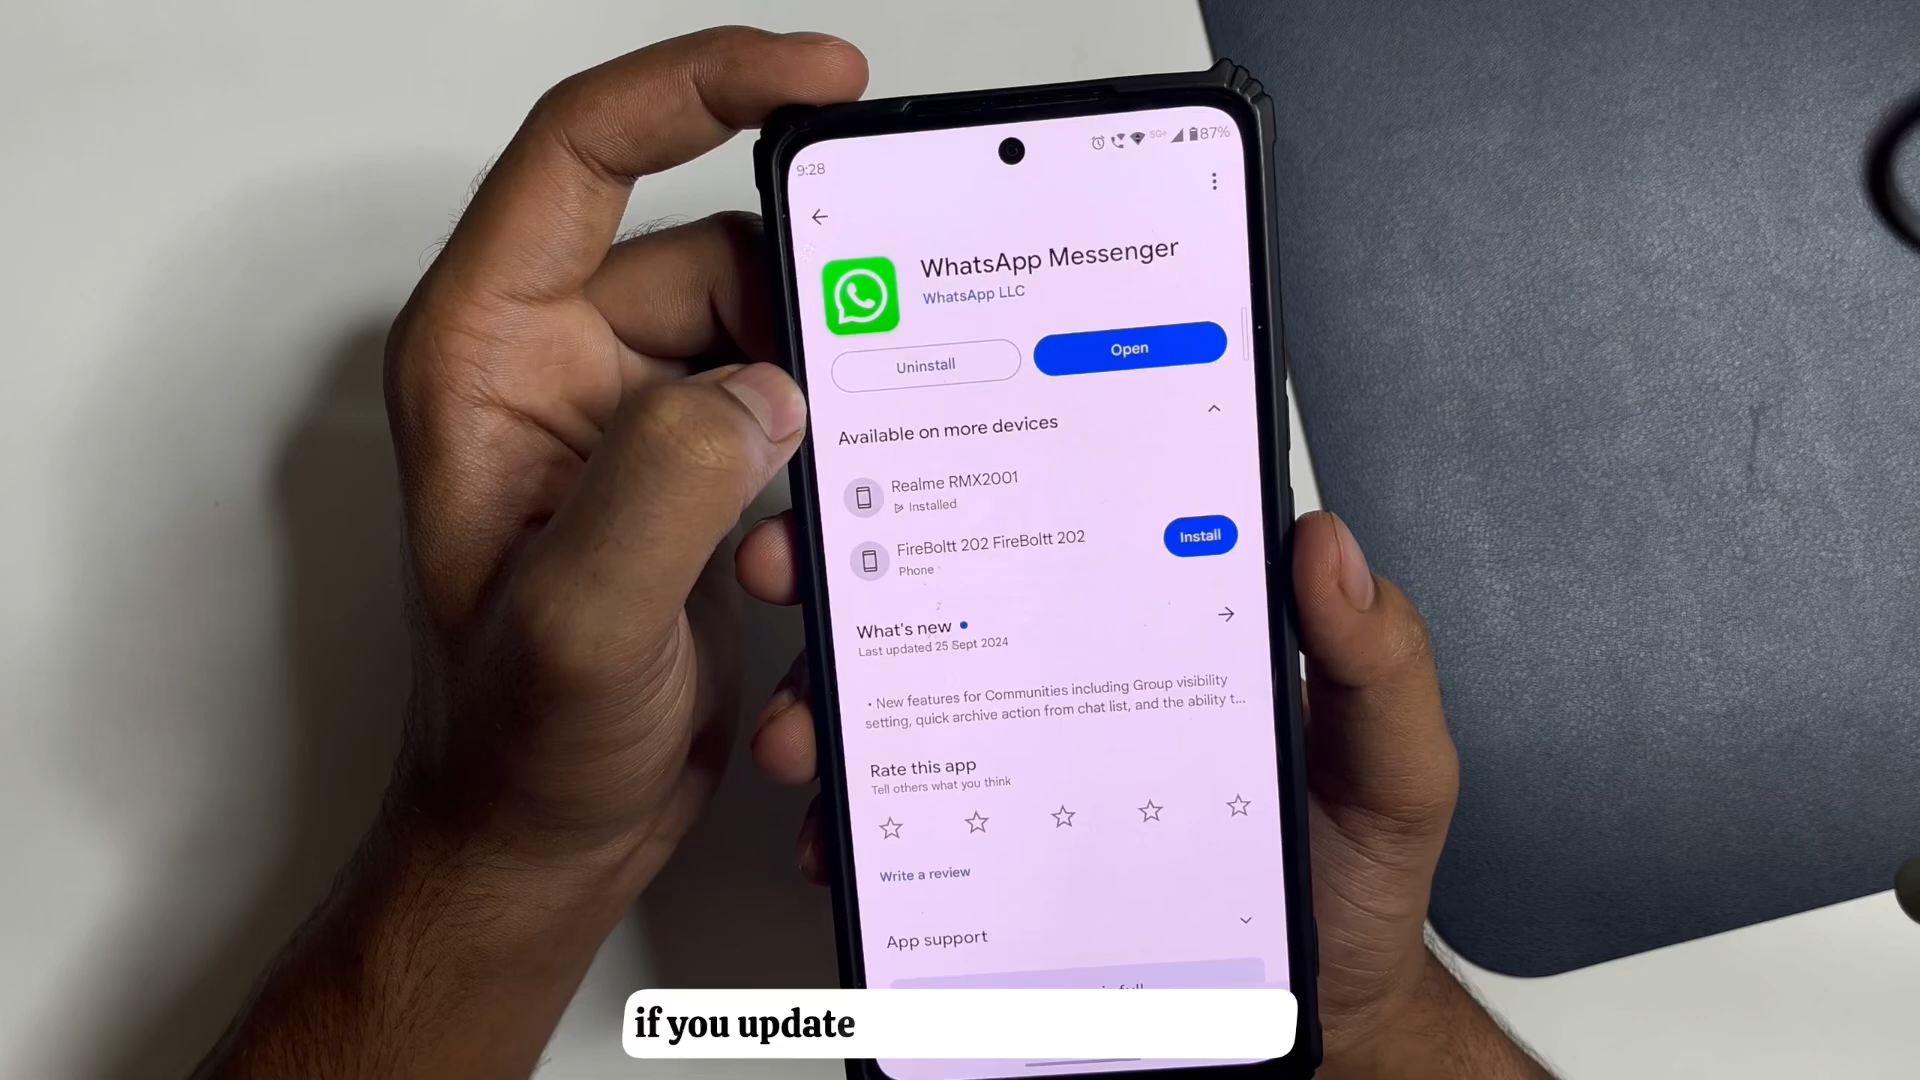 9:28
5G+
87%
WhatsApp Messenger
WhatsApp LLC
Uninstall
Open
Available on more devices
Realme RMX2001
Installed
FireBoltt 202 FireBoltt 202
Phone
Install
What's new
Last updated 25 Sept 2024
• New features for Communities including Group visibility
setting, quick archive action from chat list, and the ability t...
Rate this app
Tell others what you think
Write a review
App support
if you update